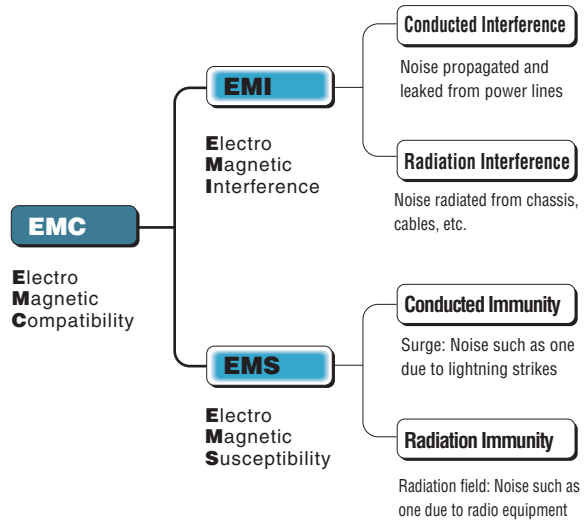 EMC
Electro
Magnetic
Compatibility
EMI
Electro
Magnetic
Interference
Conducted Interference
Noise propagated and
leaked from power lines
Radiation Interference
Noise radiated from chassis,
cables, etc.
EMS
Electro
Magnetic
Susceptibility
Conducted Immunity
Surge: Noise such as one
due to lightning strikes
Radiation Immunity
Radiation field: Noise such as
one due to radio equipment